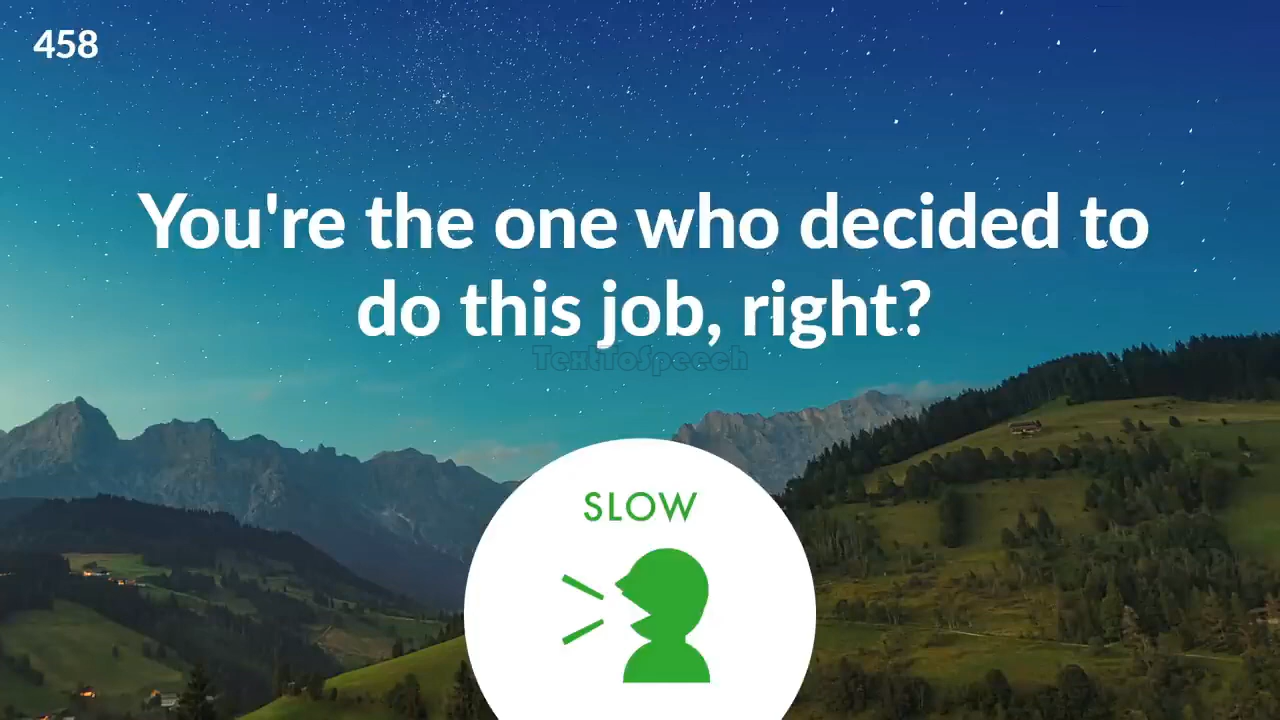 458
You're the one who decided to
do this job, right?
TextToSpeech
SLOW